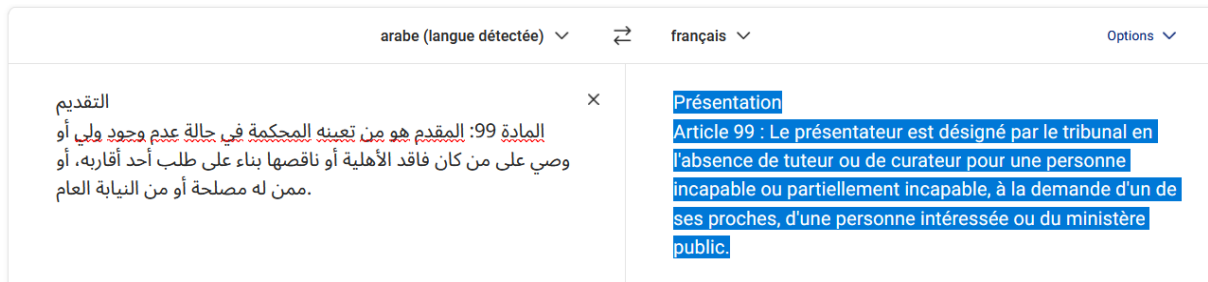 arabe (langue détectée)
français
Options
التقديم
المادة 99: المقدم هو من تعينه المحكمة في حالة عدم وجود ولي أو
وصي على من كان فاقد الأهلية أو ناقصها بناء على طلب أحد أقاربه، أو
ممن له مصلحة أو من النيابة العام.
Présentation
Article 99 : Le présentateur est désigné par le tribunal en
l'absence de tuteur ou de curateur pour une personne
incapable ou partiellement incapable, à la demande d'un de
ses proches, d'une personne intéressée ou du ministère
public.